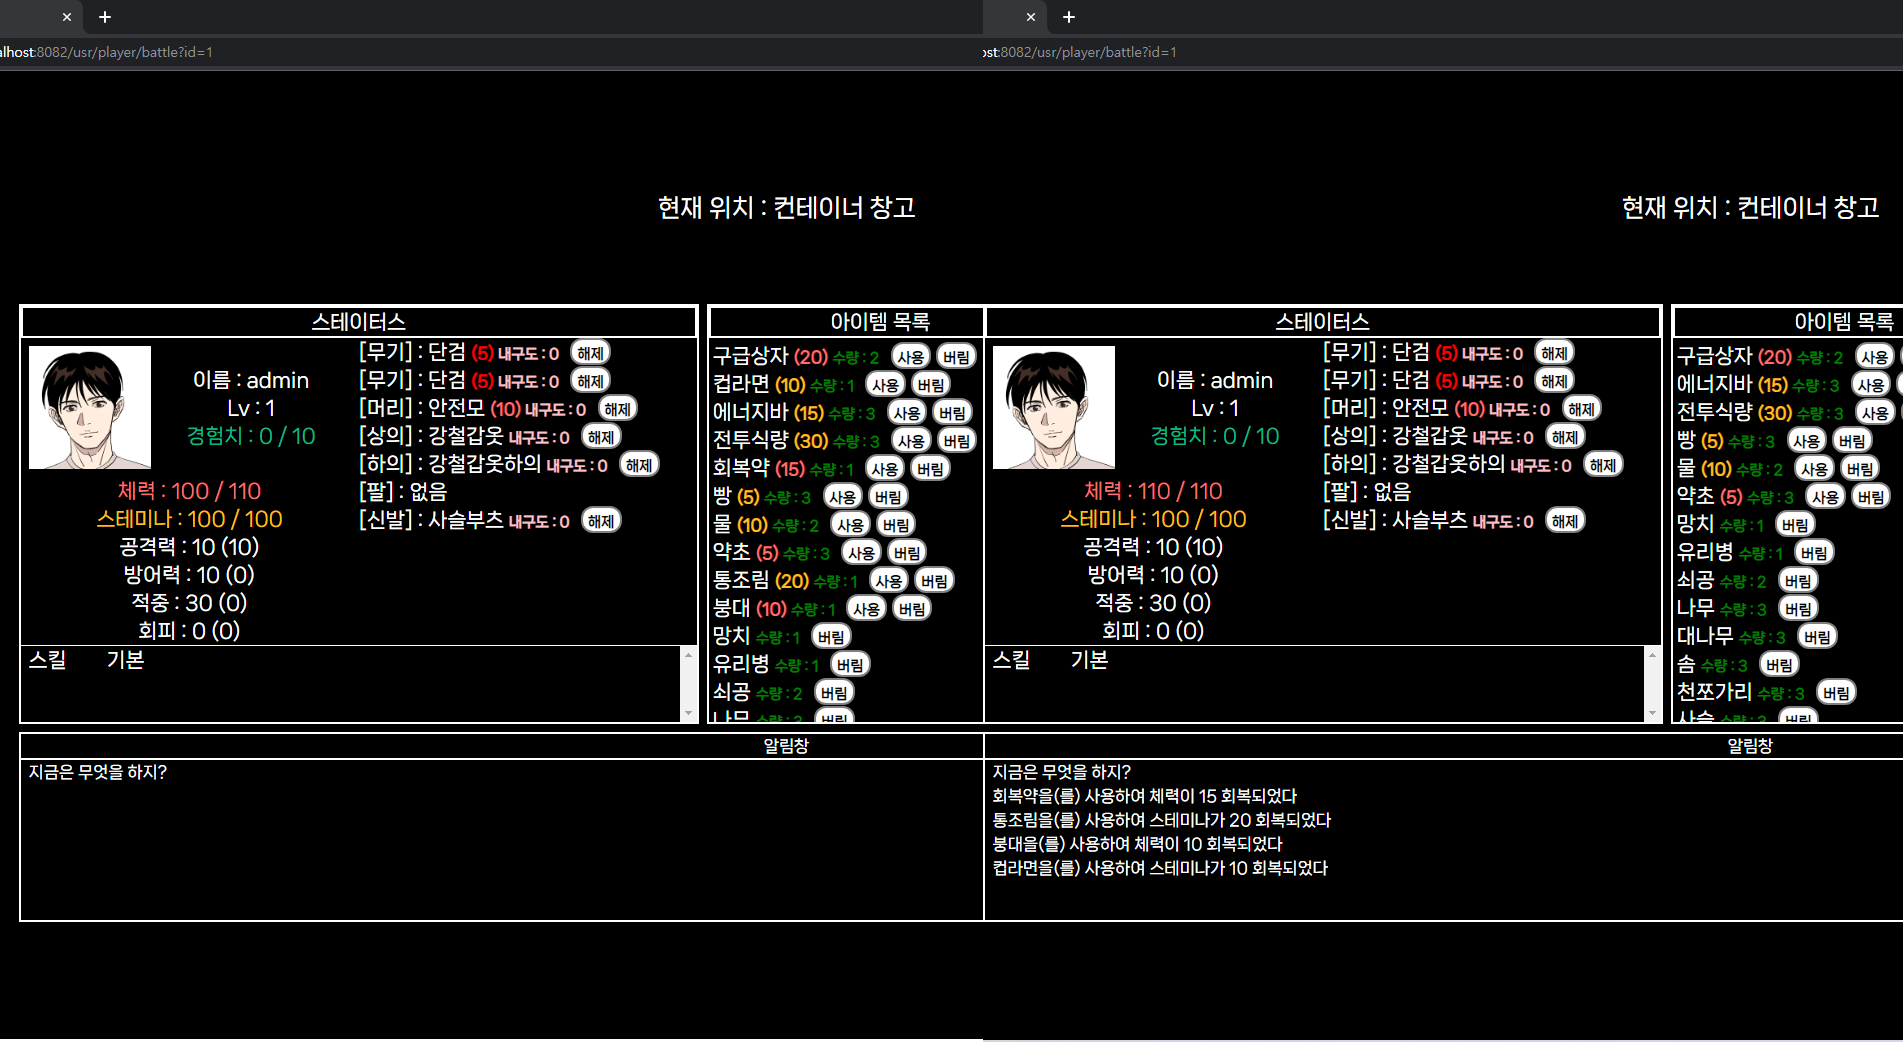 alhost:8082/usr/player/battle?id=1
현재 위치 : 컨테이너 창고
스테이터스
이름 : admin
Lv : 1
경험치 : 0 / 10
체력 : 100 / 110
스테미나 : 100 / 100
공격력 : 10 (10)
방어력 : 10 (0)
적중 : 30 (0)
회피 : 0 (0)
[무기] : 단검 (5) 내구도 : 0 해제
[무기] : 단검 (5) 내구도 : 0 해제
[머리] : 안전모 (10) 내구도 : 0 해제
[상의] : 강철갑옷 내구도 : 0 해제
[하의] : 강철갑옷하의 내구도 : 0 해제
[팔] : 없음
[신발] : 사슬부츠 내구도 : 0 해제
스킬 기본
아이템 목록
구급상자 (20) 수량 : 2 사용 버림
컵라면 (10) 수량 : 1 사용 버림
에너지바 (15) 수량 : 3 사용 버림
전투식량 (30) 수량 : 3 사용 버림
회복약 (15) 수량 : 1 사용 버림
빵 (5) 수량 : 3 사용 버림
물 (10) 수량 : 2 사용 버림
약초 (5) 수량 : 3 사용 버림
통조림 (20) 수량 : 1 사용 버림
붕대 (10) 수량 : 1 사용 버림
망치 수량 : 1 버림
유리병 수량 : 1 버림
쇠공 수량 : 2 버림
나무 수량 : 3 버림
알림창
지금은 무엇을 하지?
ost:8082/usr/player/battle?id=1
현재 위치 : 컨테이너 창고
스테이터스
이름 : admin
Lv : 1
경험치 : 0 / 10
체력 : 110 / 110
스테미나 : 100 / 100
공격력 : 10 (10)
방어력 : 10 (0)
적중 : 30 (0)
회피 : 0 (0)
[무기] : 단검 (5) 내구도 : 0 해제
[무기] : 단검 (5) 내구도 : 0 해제
[머리] : 안전모 (10) 내구도 : 0 해제
[상의] : 강철갑옷 내구도 : 0 해제
[하의] : 강철갑옷하의 내구도 : 0 해제
[팔] : 없음
[신발] : 사슬부츠 내구도 : 0 해제
스킬 기본
아이템 목록
구급상자 (20) 수량 : 2 사용
에너지바 (15) 수량 : 3 사용
전투식량 (30) 수량 : 3 사용
빵 (5) 수량 : 3 사용 버림
물 (10) 수량 : 2 사용 버림
약초 (5) 수량 : 3 사용 버림
망치 수량 : 1 버림
유리병 수량 : 1 버림
쇠공 수량 : 2 버림
나무 수량 : 3 버림
대나무 수량 : 3 버림
솜 수량 : 3 버림
천쪼가리 수량 : 3 버림
사슬 수량 : 3 버림
알림창
지금은 무엇을 하지?
회복약을(를) 사용하여 체력이 15 회복되었다
통조림을(를) 사용하여 스테미나가 20 회복되었다
붕대을(를) 사용하여 체력이 10 회복되었다
컵라면을(를) 사용하여 스테미나가 10 회복되었다